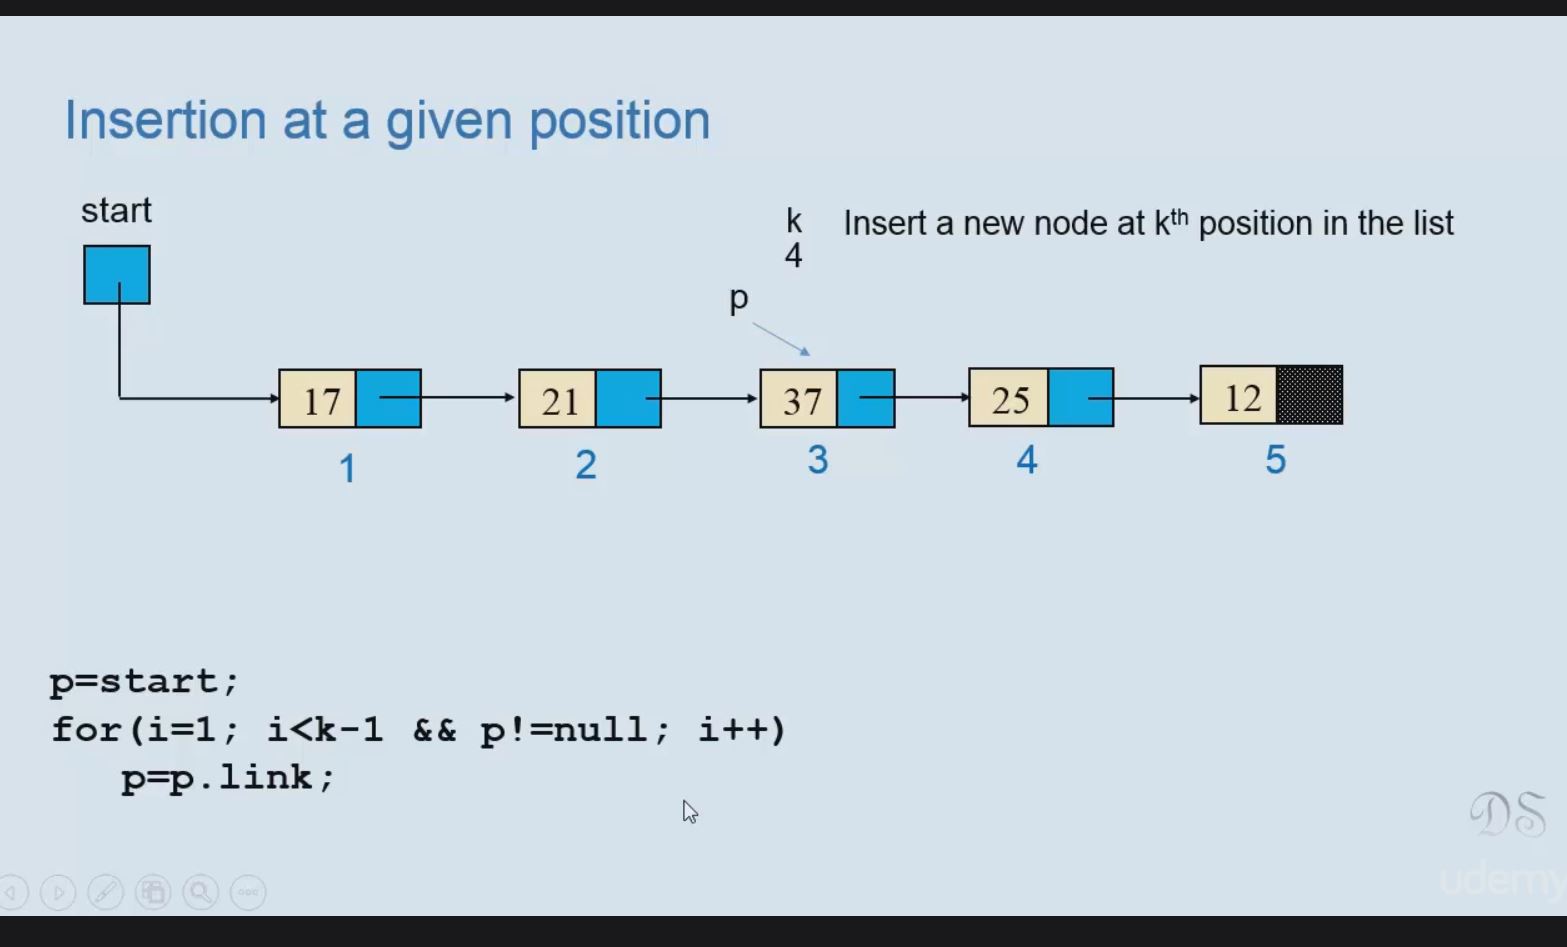 Insertion at a given position
start
k Insert a new node at kth position in the list
4
p
17 21 37 25 12
1 2 3 4 5
p=start;
for(i=1; i<k-1 && p!=null; i++)
p=p.link;
DS
udemy